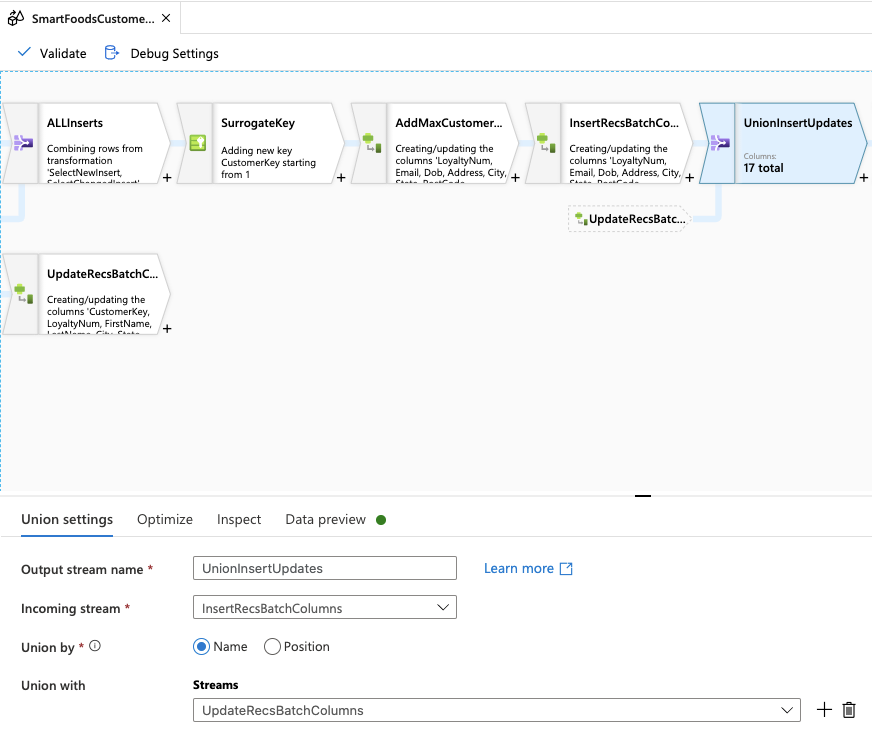 SmartFoodsCustome...
Validate
Debug Settings
ALLInserts
Combining rows from
transformation
'SelectNewInsert,
SelectChangedInsert'
SurrogateKey
Adding new key
CustomerKey starting
from 1
AddMaxCustomer...
Creating/updating the
columns 'LoyaltyNum,
Email, Dob, Address, City,
State, PostCode,
InsertRecsBatchCo...
Creating/updating the
columns 'LoyaltyNum,
Email, Dob, Address, City,
State, PostCode,
UnionInsertUpdates
Columns:
17 total
UpdateRecsBatc...
UpdateRecsBatchC...
Creating/updating the
columns 'CustomerKey,
LoyaltyNum, FirstName,
LastName, City, State,
Union settings
Optimize
Inspect
Data preview
Output stream name *
UnionInsertUpdates
Learn more
Incoming stream *
InsertRecsBatchColumns
Union by *
Name
Position
Union with
Streams
UpdateRecsBatchColumns